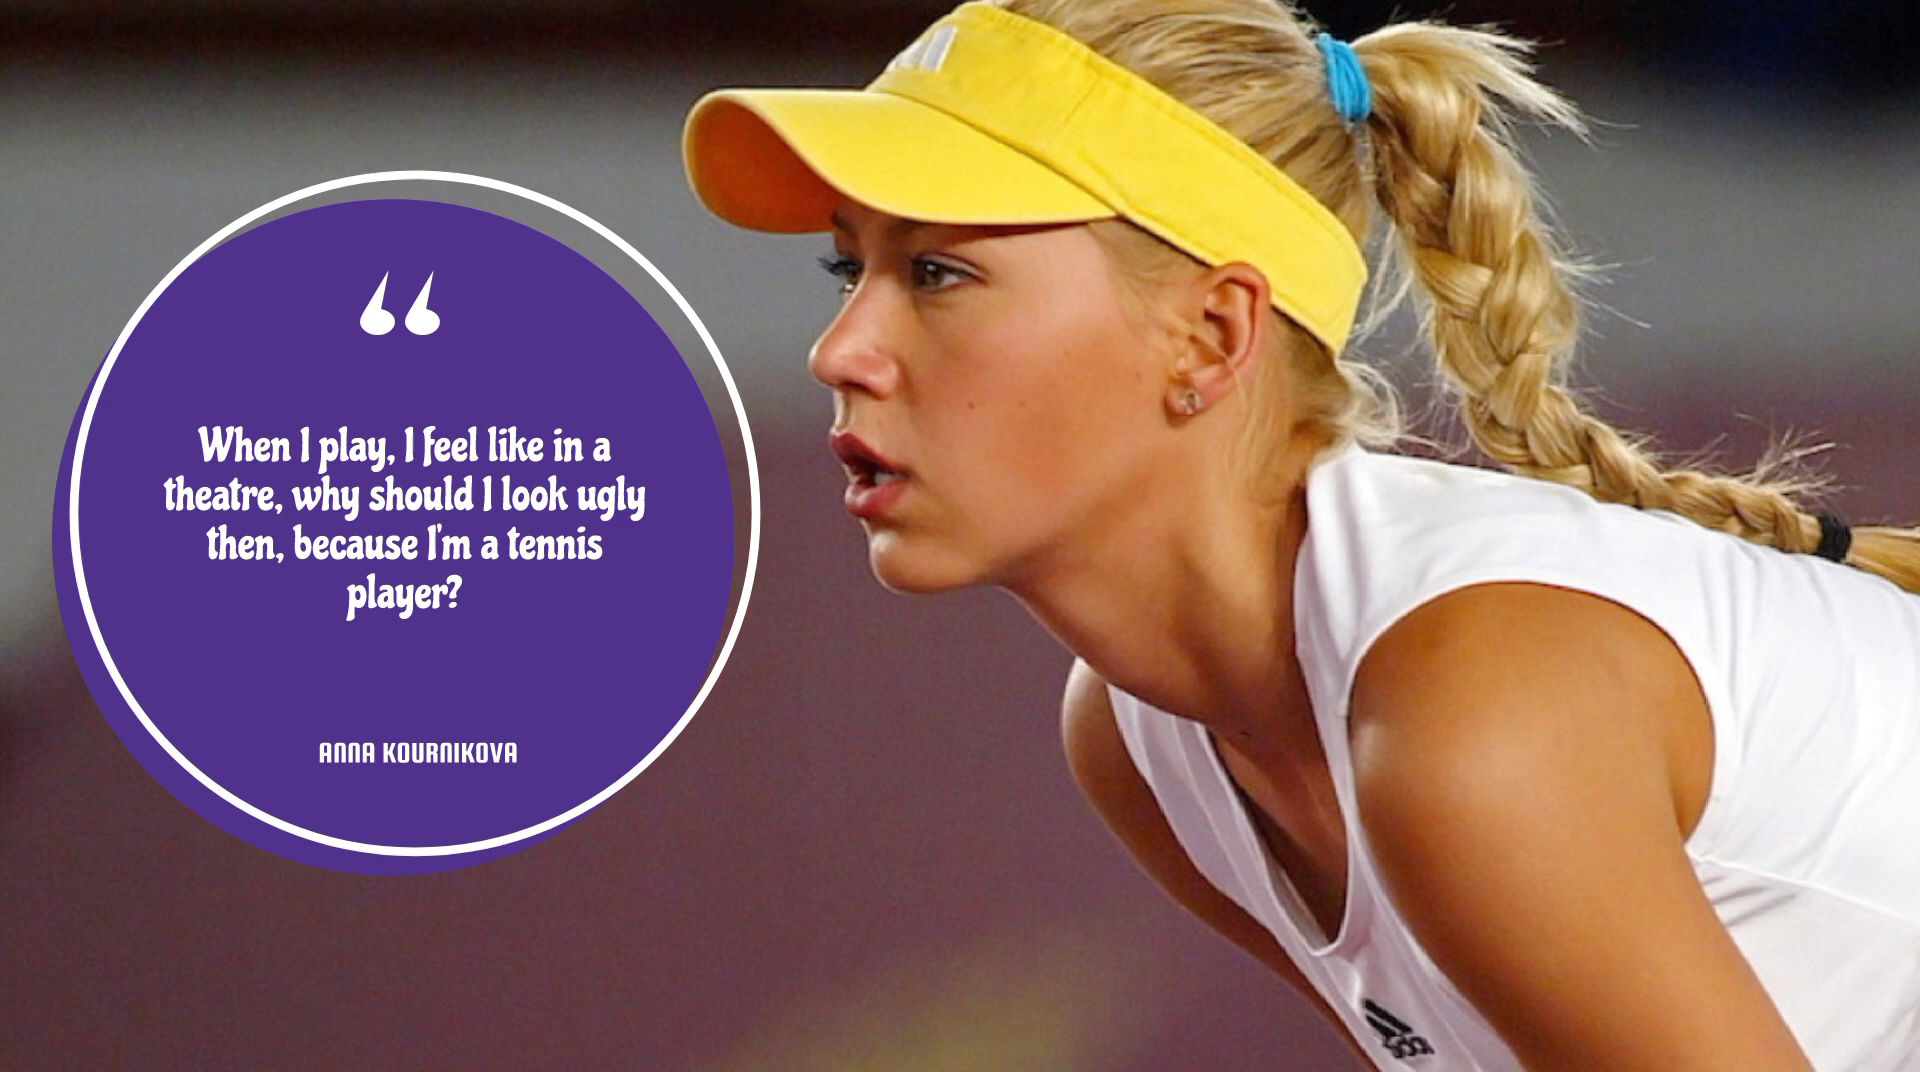 “
When I play, I feel like in a
theatre, why should I look ugly
then, because I'm a tennis
player?
ANNA KOURNIKOVA